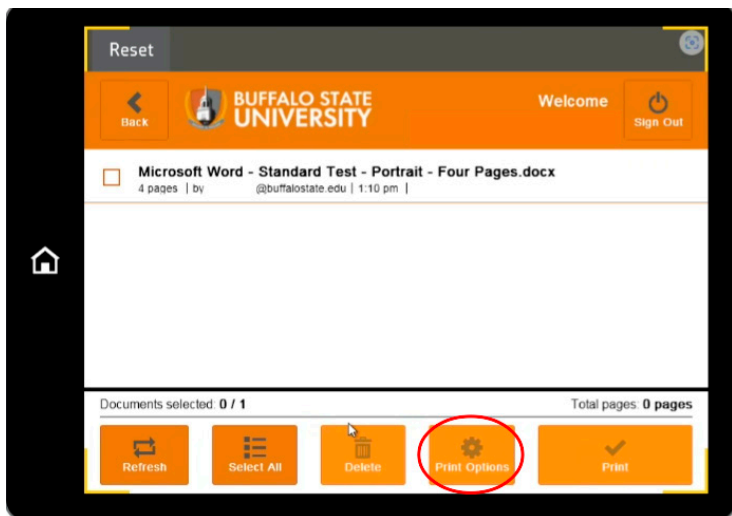 Reset
Back
BUFFALO STATE
UNIVERSITY
Welcome
Sign Out
Microsoft Word - Standard Test - Portrait - Four Pages.docx
4 pages | by @buffalostate.edu | 1:10 pm |
Documents selected: 0 / 1
Total pages: 0 pages
Refresh
Select All
Delete
Print Options
Print